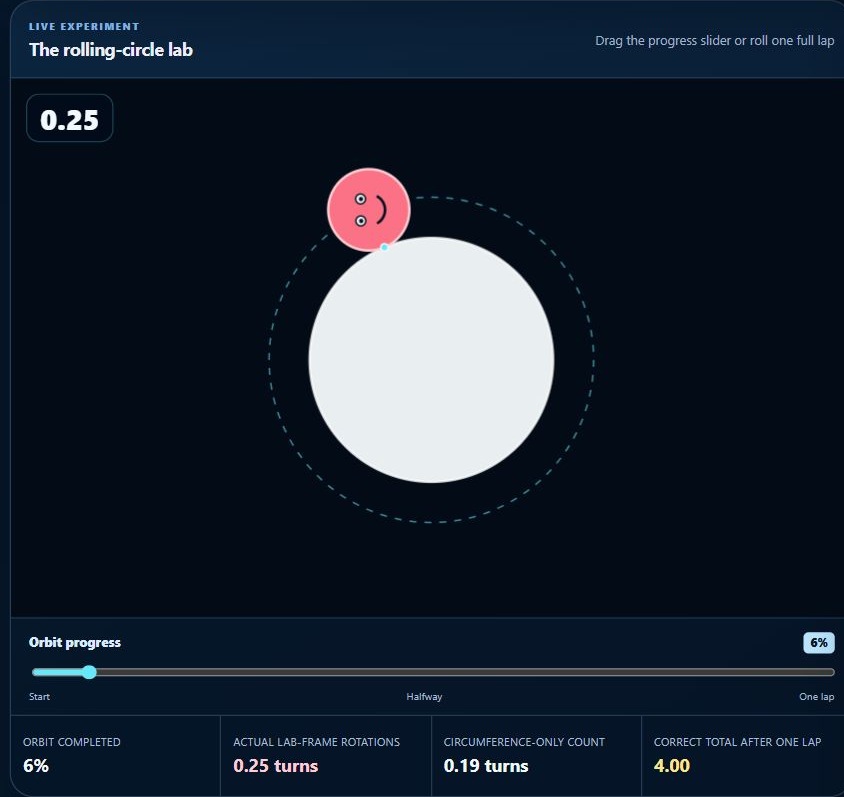 LIVE EXPERIMENT
The rolling-circle lab
Drag the progress slider or roll one full lap
0.25
Orbit progress
6%
Start
Halfway
One lap
ORBIT COMPLETED
6%
ACTUAL LAB-FRAME ROTATIONS
0.25 turns
CIRCUMFERENCE-ONLY COUNT
0.19 turns
CORRECT TOTAL AFTER ONE LAP
4.00